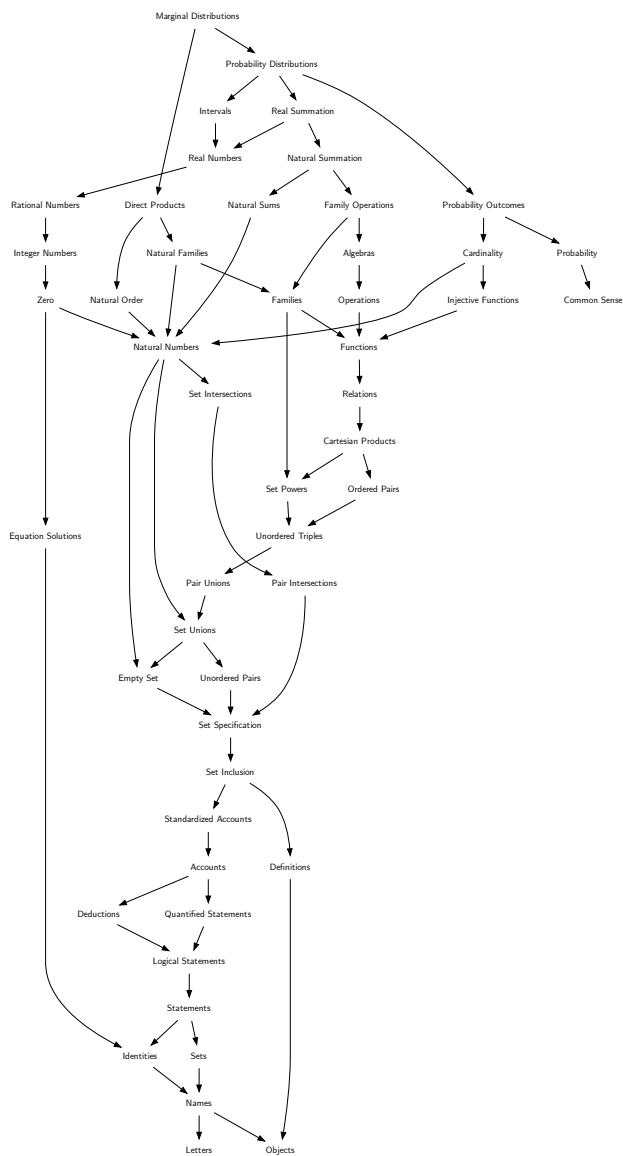 Marginal Distributions
Probability Distributions
Intervals
Real Summation
Real Numbers
Natural Summation
Rational Numbers
Direct Products
Natural Sums
Family Operations
Probability Outcomes
Integer Numbers
Natural Families
Algebras
Cardinality
Probability
Zero
Natural Order
Families
Operations
Injective Functions
Common Sense
Natural Numbers
Functions
Set Intersections
Relations
Cartesian Products
Set Powers
Ordered Pairs
Equation Solutions
Unordered Triples
Pair Unions
Pair Intersections
Set Unions
Empty Set
Unordered Pairs
Set Specification
Set Inclusion
Standardized Accounts
Accounts
Definitions
Deductions
Quantified Statements
Logical Statements
Statements
Identities
Sets
Names
Letters
Objects